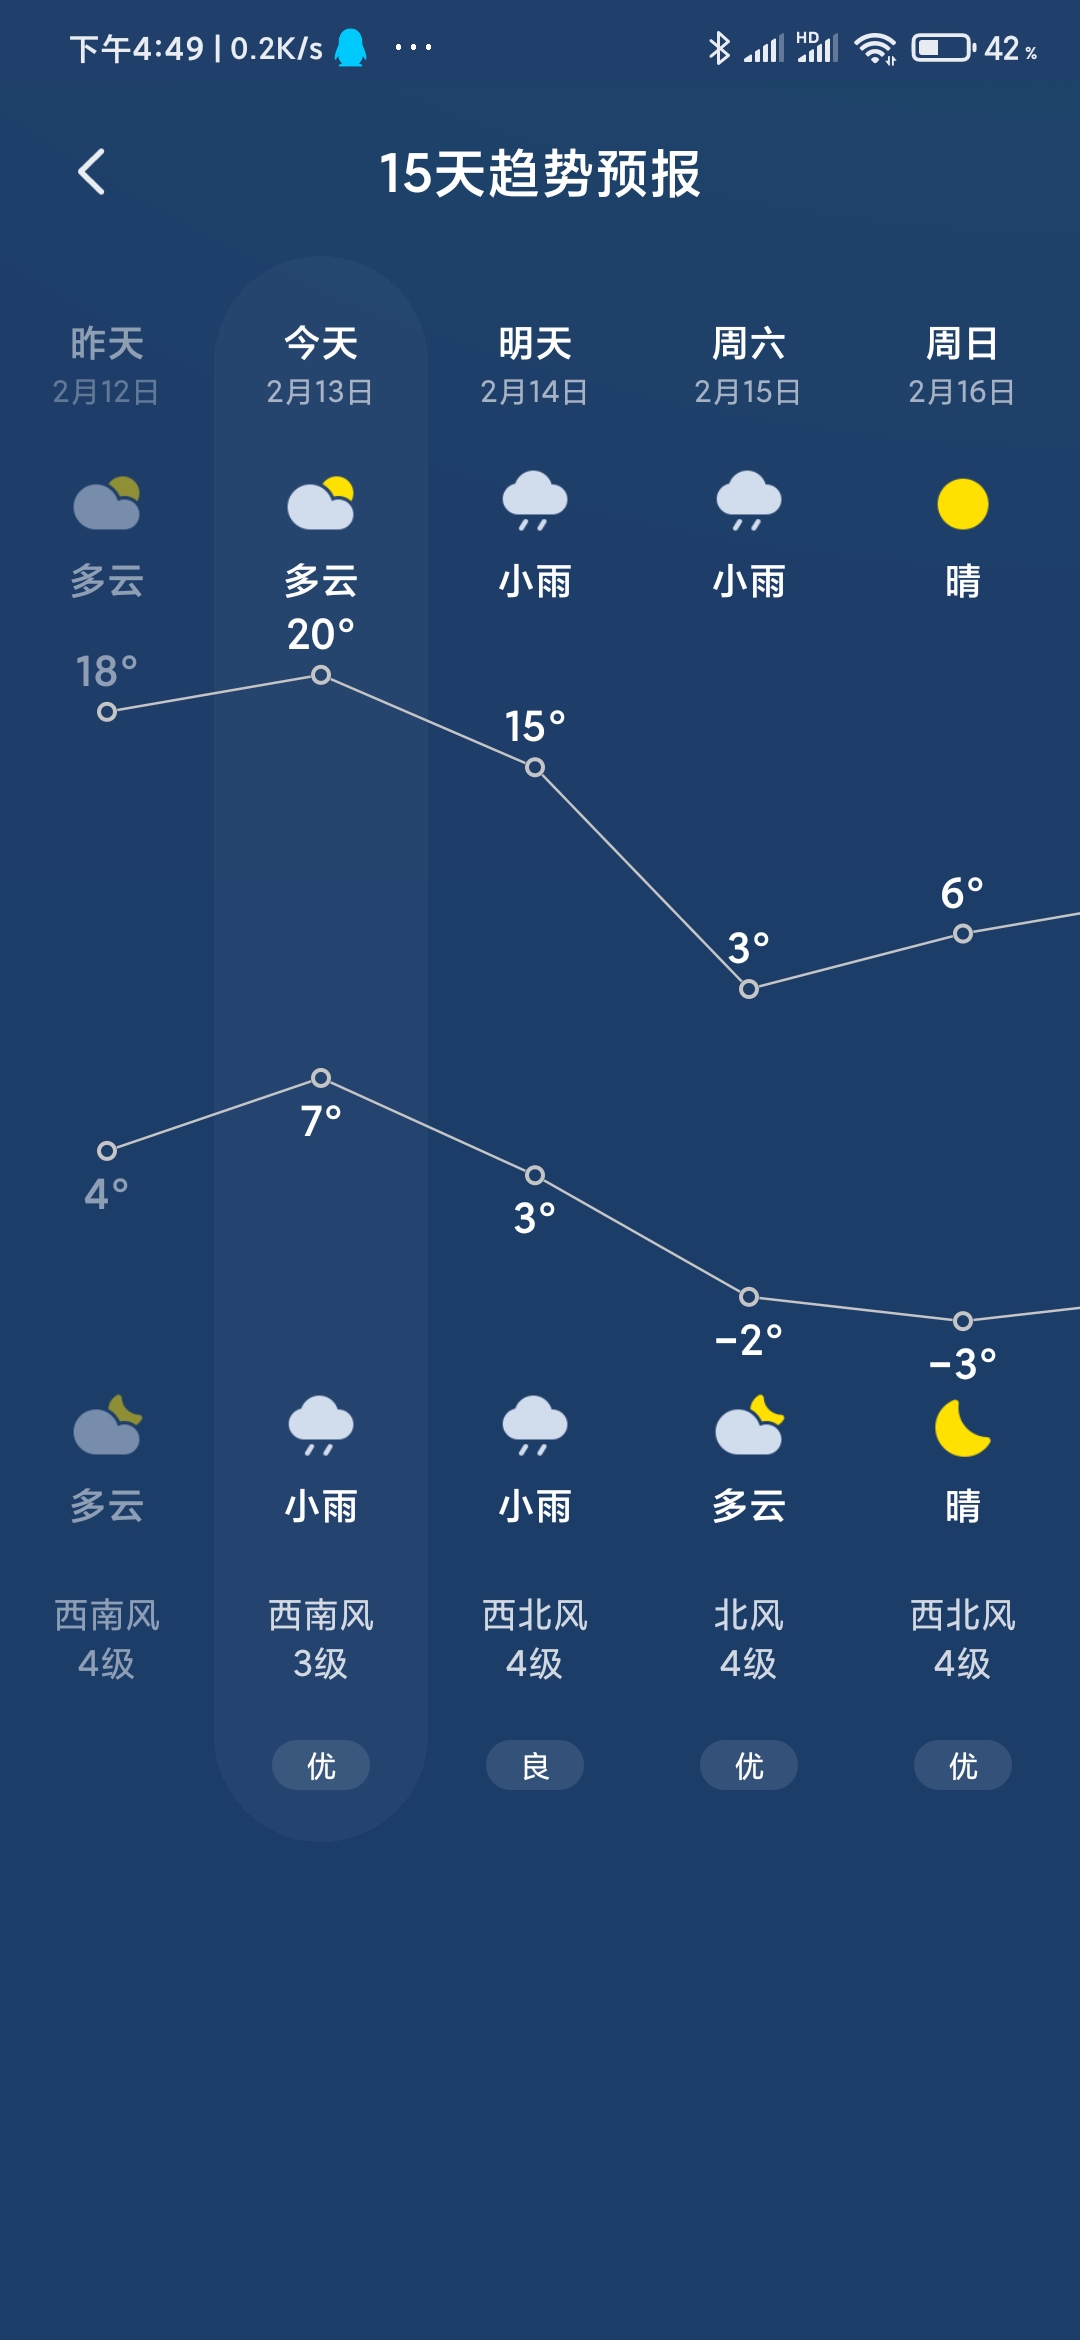 下午4:49 | 0.2K/s ··· HD 42%
15天趋势预报
昨天 今天 明天 周六 周日
2月12日 2月13日 2月14日 2月15日 2月16日
多云 多云 小雨 小雨 晴
18° 20° 15° 3° 6°
4° 7° 3° -2° -3°
多云 小雨 小雨 多云 晴
西南风 西南风 西北风 北风 西北风
4级 3级 4级 4级 4级
优 良 优 优